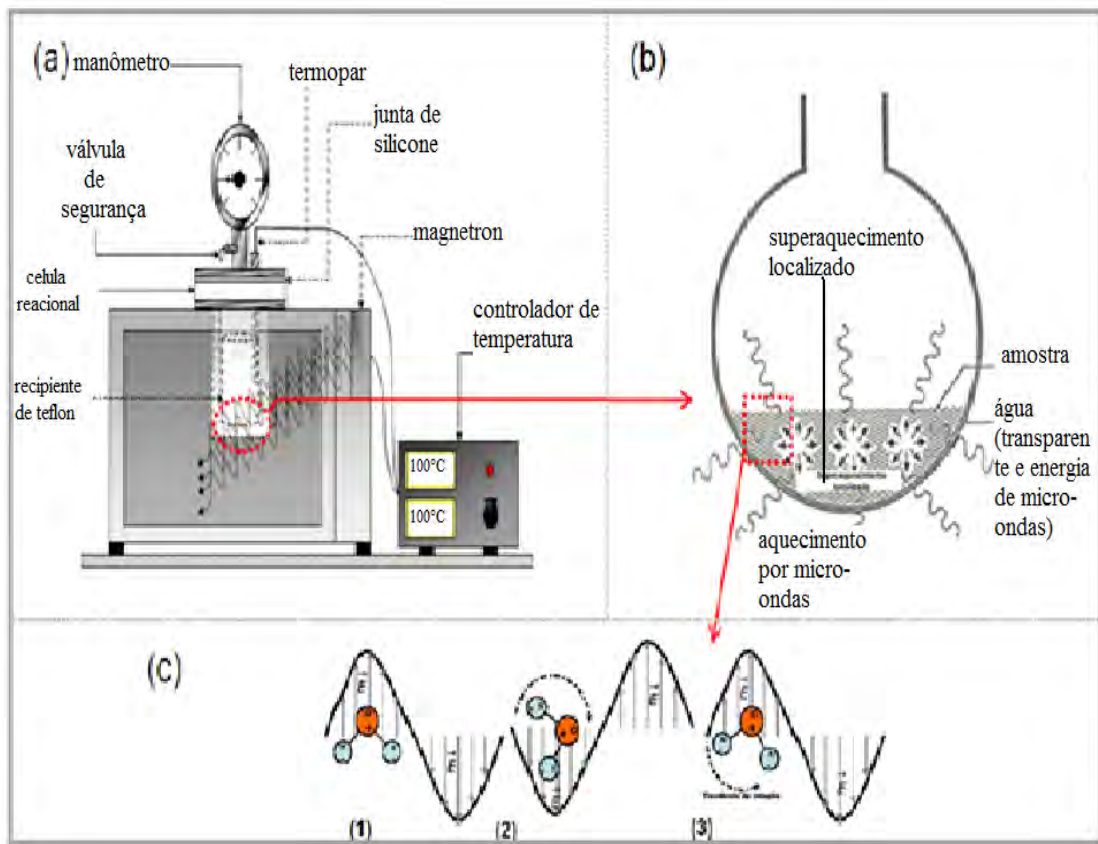 (a)
manômetro
termopar
junta de
silicone
válvula
de
segurança
magnetron
celula
reacional
controlador de
temperatura
recipiente
de teflon
100°C
100°C
(b)
superaquecimento
localizado
amostra
água
(transparen
te e energia
de micro-
ondas)
aquecimento
por micro-
ondas
(c)
(1)
(2)
(3)